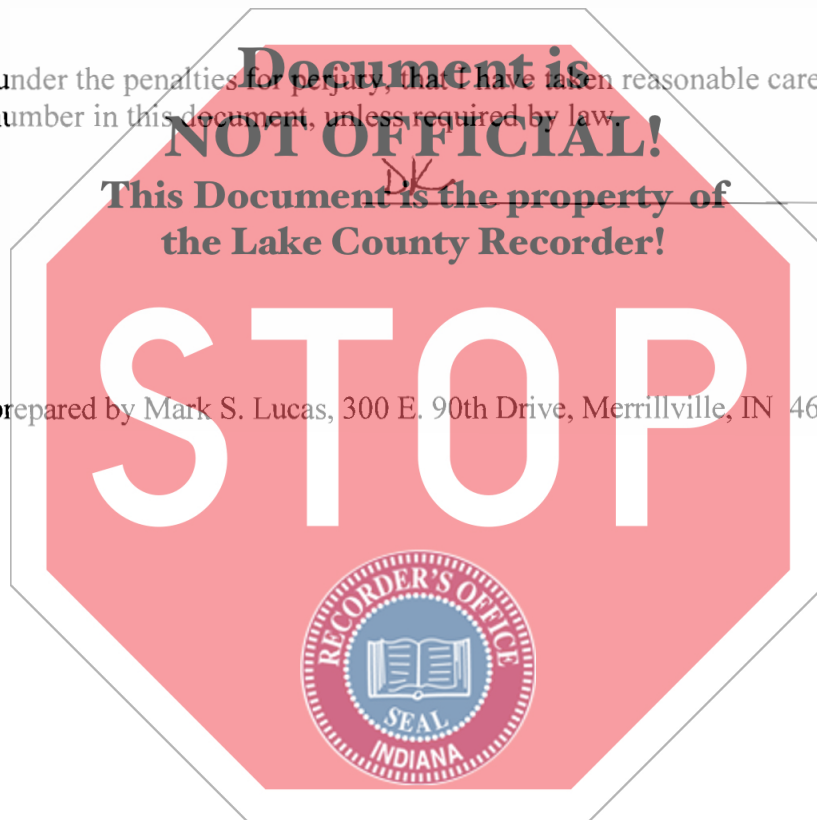 Document is
under the penalties for perjury, that I have taken reasonable care
number in this document, unless required by law.
NOT OFFICIAL!
DK
This Document is the property of
the Lake County Recorder!
STOP
prepared by Mark S. Lucas, 300 E. 90th Drive, Merrillville, IN 46
RECORDER'S OFFICE
SEAL
INDIANA